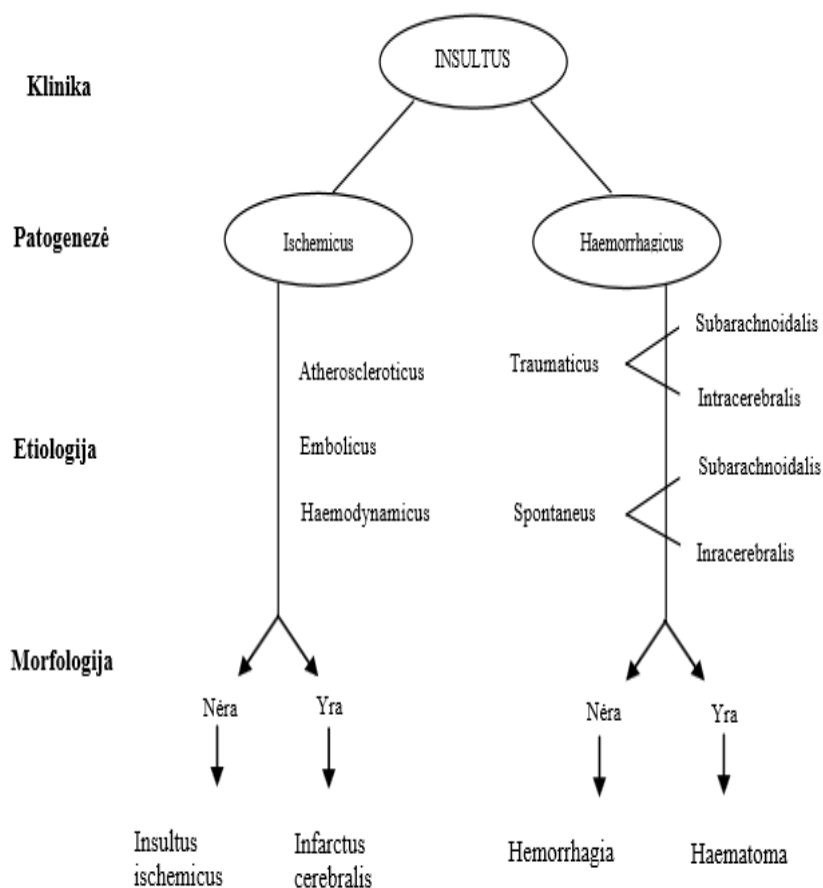 INSULTUS
Klinika
Patogenezė
Ischemicus
Haemorrhagicus
Subarachnoidalis
Traumaticus
Atheroscleroticus
Intracerebralis
Etiologija
Embolicus
Subarachnoidalis
Haemodynamicus
Spontaneus
Inracerebralis
Morfologija
Nėra
Yra
Nėra
Yra
Insultus
ischemicus
Infarctus
cerebralis
Hemorrhagia
Haematoma